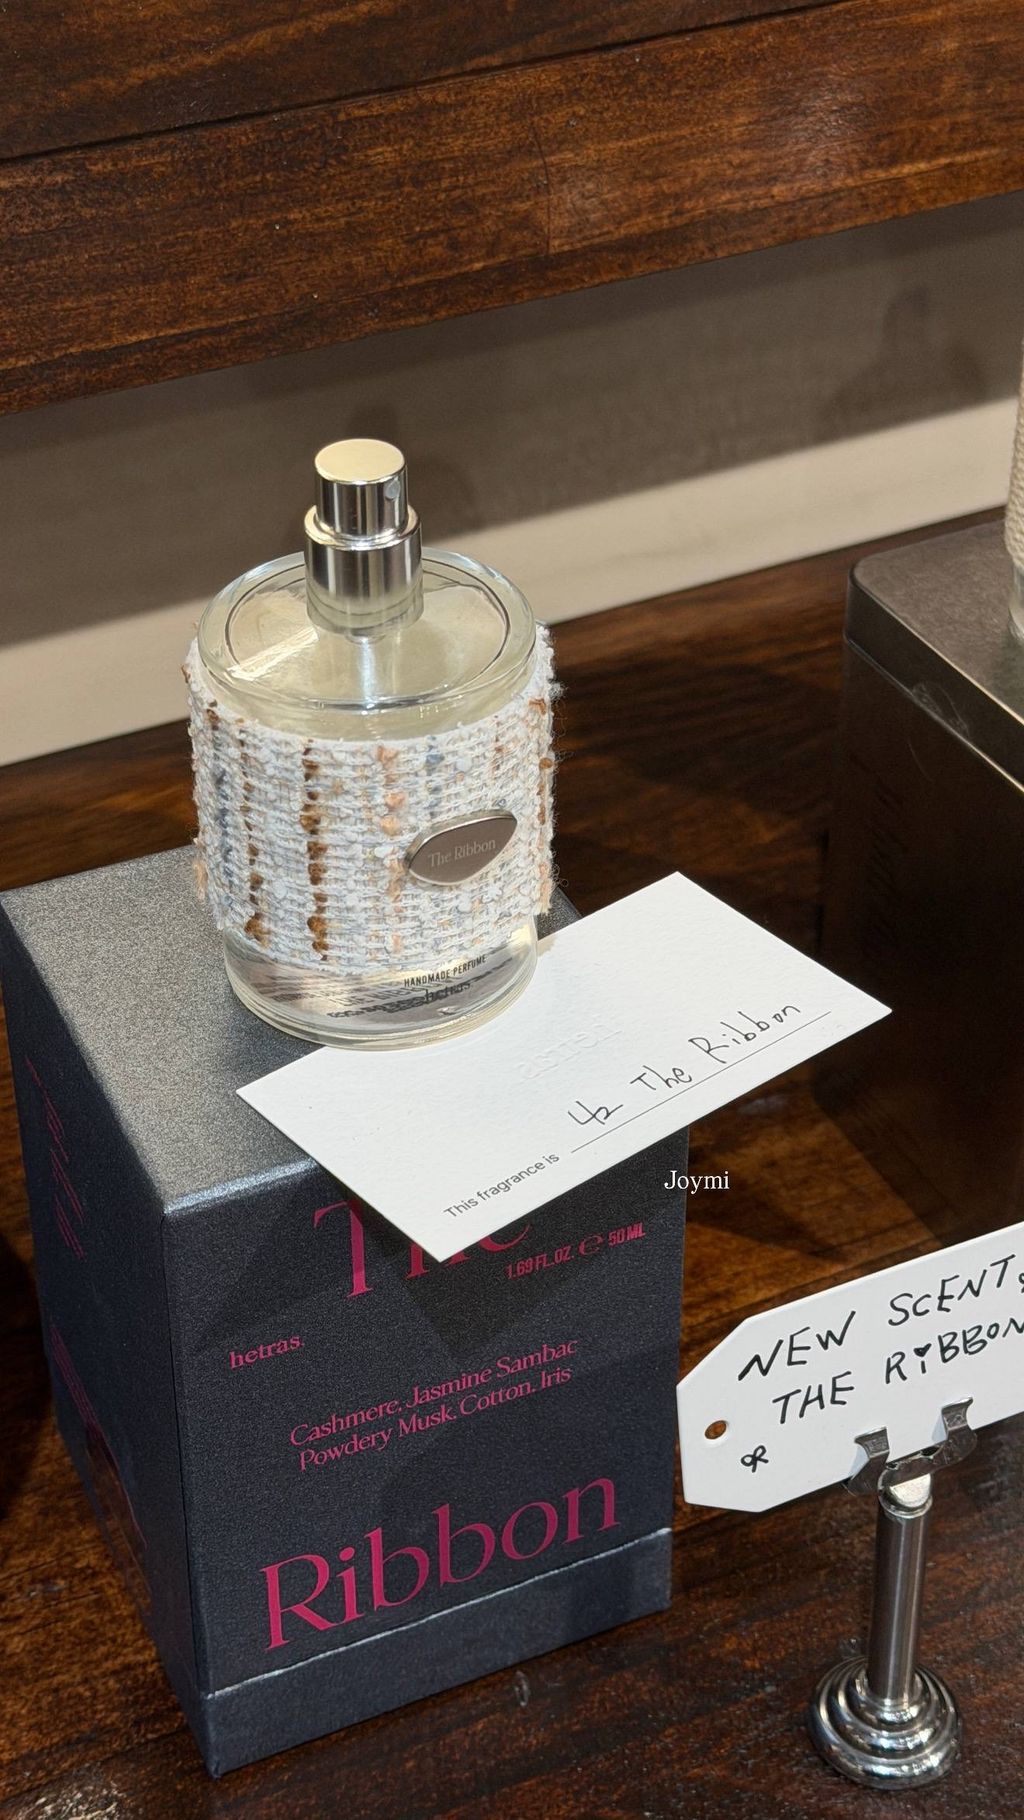 The Ribbon
HANDMADE PERFUME
hetras
42 The Ribbon
This fragrance is
Joymi
The
1.69 FL.OZ. ℮ 50 ML
hetras.
Cashmere, Jasmine Sambac
Powdery Musk, Cotton, Iris
Ribbon
NEW SCENT,
THE RIBBON